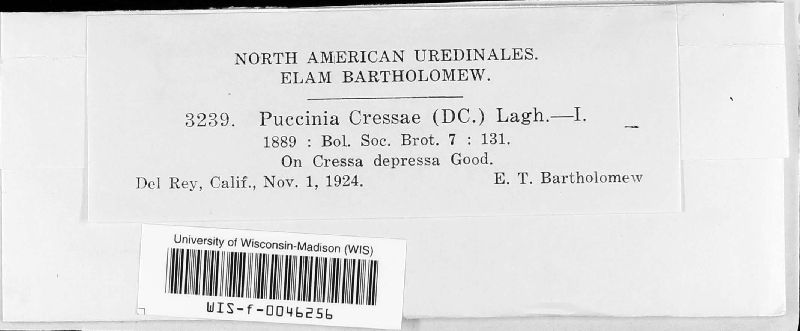 NORTH AMERICAN UREDINALES.
ELAM BARTHOLOMEW.
3239. Puccinia Cressae (DC.) Lagh.—I.
1889 : Bol. Soc. Brot. 7 : 131.
On Cressa depressa Good.
Del Rey, Calif., Nov. 1, 1924. E. T. Bartholomew
University of Wisconsin-Madison (WIS)
WIS-f-0046256